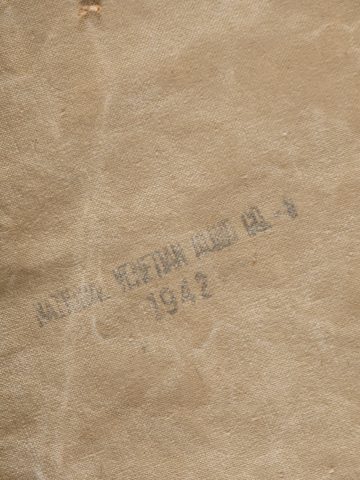 NATIONAL VENETIAN BLIND CO.
1942